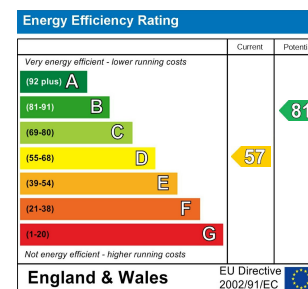 Energy Efficiency Rating
Current
Very energy efficient - lower running costs
(92 plus) A
(81-91) B 81
(69-80) C
(55-68) D 57
(39-54) E
(21-38) F
(1-20) G
Not energy efficient - higher running costs
England & Wales
EU Directive
2002/91/EC